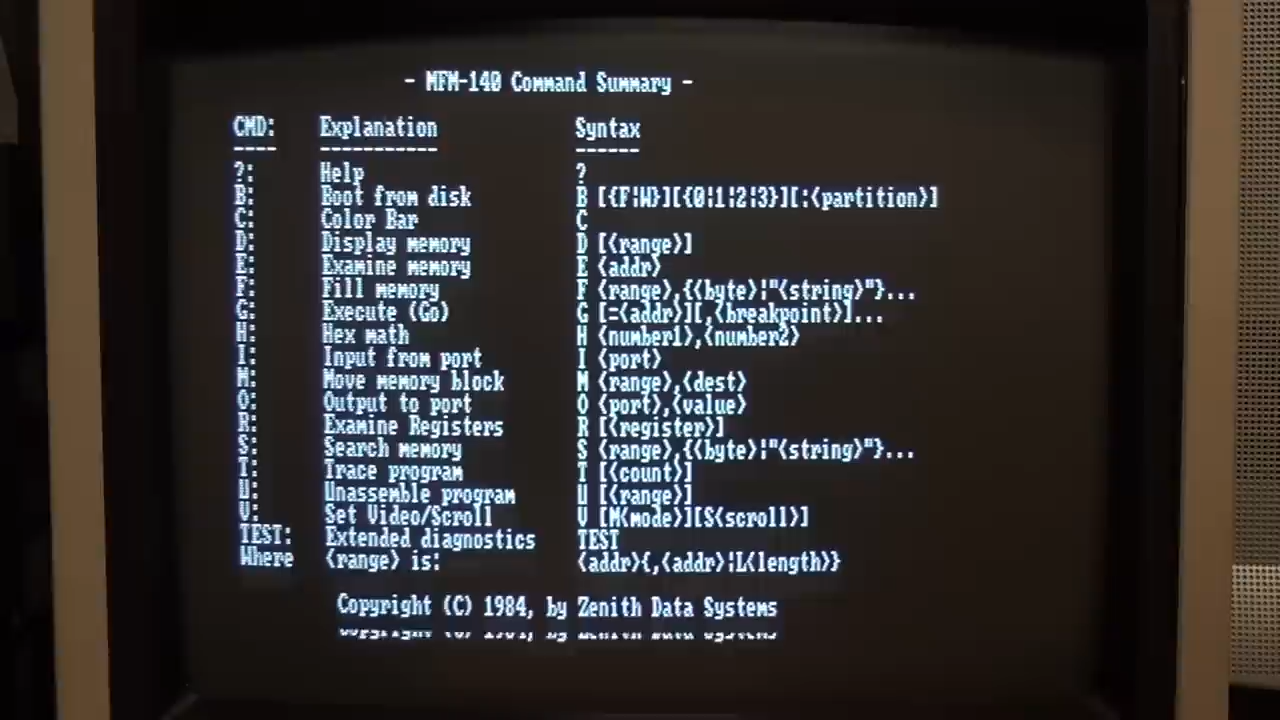 - MFM-140 Command Summary -
CMD: Explanation Syntax
---- ----------- ------
?: Help ?
B: Boot from disk B [{F|W}][{0|1|2|3}][:<partition>]
C: Color Bar C
D: Display memory D [<range>]
E: Examine memory E <addr>
F: Fill memory F <range>,{<byte>|"<string>"}...
G: Execute (Go) G [=<addr>][,<breakpoint>]...
H: Hex math H <number1>,<number2>
I: Input from port I <port>
M: Move memory block M <range>,<dest>
O: Output to port O <port>,<value>
R: Examine Registers R [<register>]
S: Search memory S <range>,{<byte>|"<string>"}...
T: Trace program T [<count>]
U: Unassemble program U [<range>]
V: Set Video/Scroll V [M<mode>][S<scroll>]
TEST: Extended diagnostics TEST
Where <range> is: <addr>{,<addr>|L<length>}
Copyright (C) 1984, by Zenith Data Systems